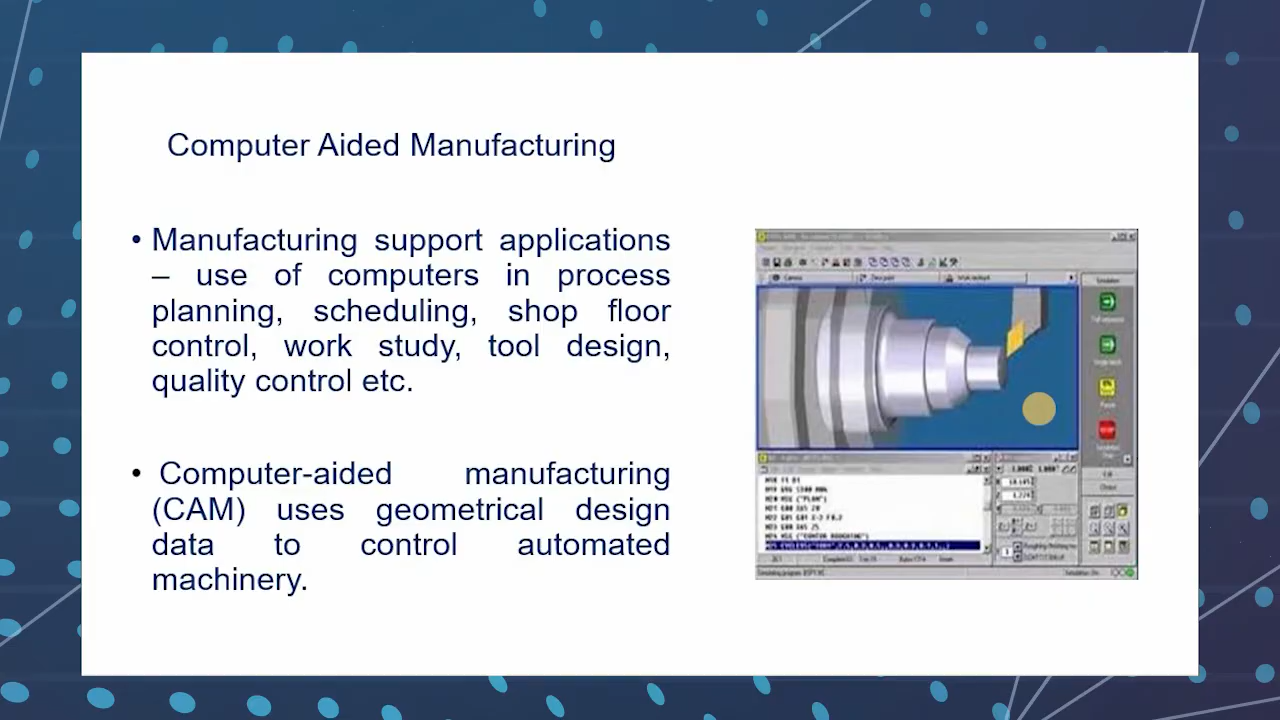 Computer Aided Manufacturing
• Manufacturing support applications
– use of computers in process
planning, scheduling, shop floor
control, work study, tool design,
quality control etc.
• Computer-aided manufacturing
(CAM) uses geometrical design
data to control automated
machinery.